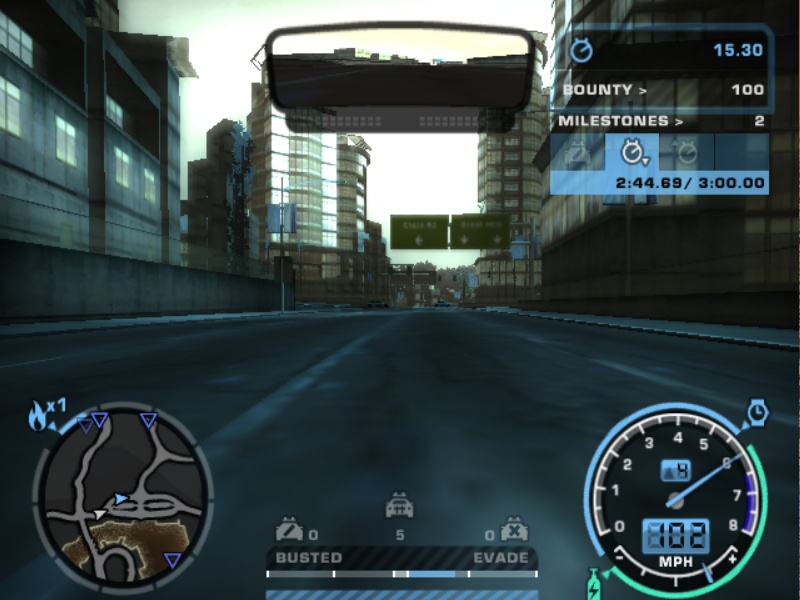 15.30
BOUNTY > 100
MILESTONES > 2
2:44.69/ 3:00.00
x1
0 5 0
BUSTED EVADE
0 1 2 3 4 5 6 7 8
4
102
MPH
- +